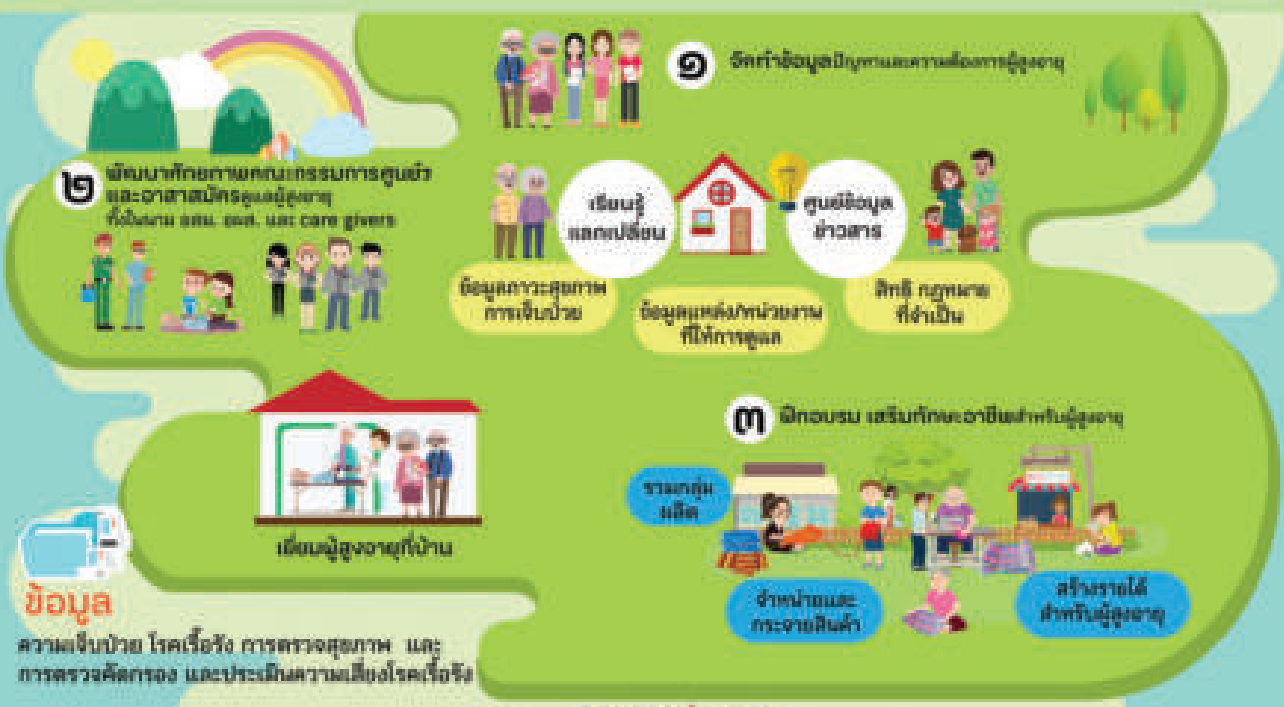 ๑ จัดทำข้อมูลปัญหาและความต้องการผู้สูงอายุ
๒ พัฒนาศักยภาพคณะกรรมการศูนย์ฯ
และอาสาสมัครดูแลผู้สูงอายุ
ทั้งในนาม อสม. อผส. และ care givers
เรียนรู้
แลกเปลี่ยน
ศูนย์ข้อมูล
ข่าวสาร
ข้อมูลภาวะสุขภาพ
การเจ็บป่วย
ข้อมูลแหล่ง/หน่วยงาน
ที่ให้การดูแล
สิทธิ กฎหมาย
ที่จำเป็น
เยี่ยมผู้สูงอายุที่บ้าน
๓ ฝึกอบรม เสริมทักษะอาชีพสำหรับผู้สูงอายุ
รวมกลุ่ม
ผลิต
จำหน่ายและ
กระจายสินค้า
สร้างรายได้
สำหรับผู้สูงอายุ
ข้อมูล
ความเจ็บป่วย โรคเรื้อรัง การตรวจสุขภาพ และ
การตรวจคัดกรอง และประเมินความเสี่ยงโรคเรื้อรัง